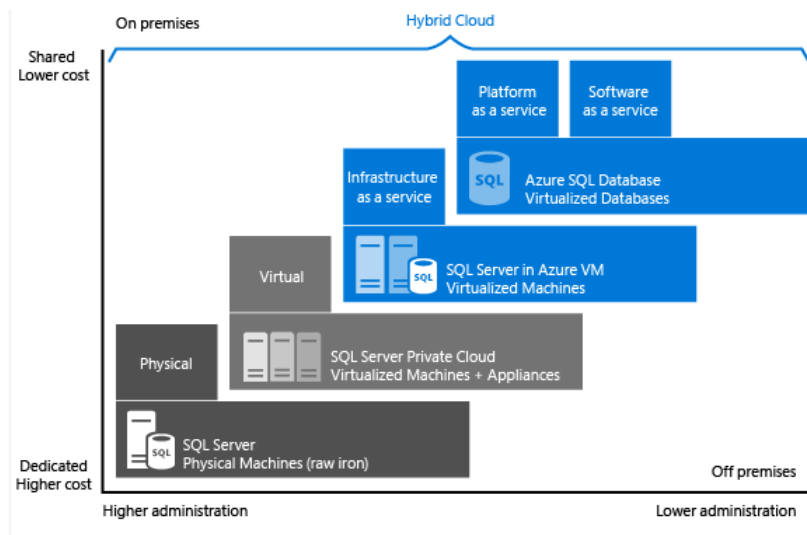 On premises
Hybrid Cloud
Shared
Lower cost
Platform
as a service
Software
as a service
Infrastructure
as a service
SQL
Azure SQL Database
Virtualized Databases
Virtual
SQL
SQL Server in Azure VM
Virtualized Machines
Physical
SQL Server Private Cloud
Virtualized Machines + Appliances
SQL
SQL Server
Physical Machines (raw iron)
Dedicated
Higher cost
Off premises
Higher administration
Lower administration